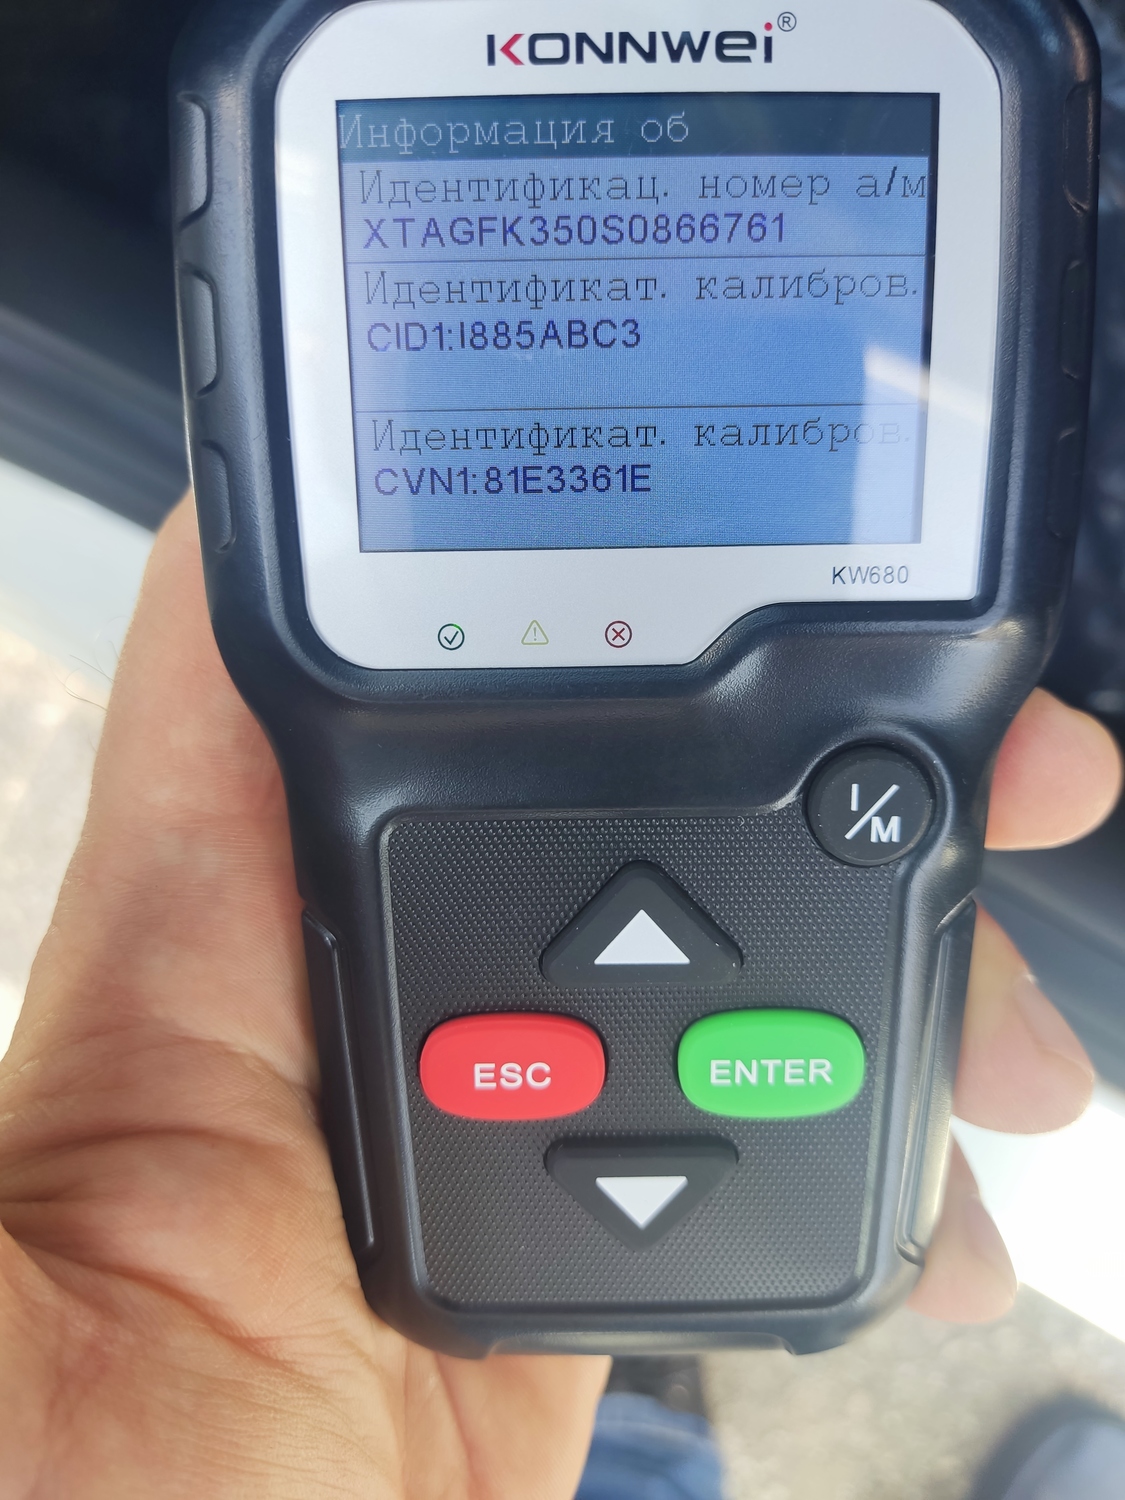 KONNWEI®
Информация об
Идентификац. номер а/м
XTAGFK350S0866761
Идентификат. калибров.
CID1:I885ABC3
Идентификат. калибров.
CVN1:81E3361E
KW680
I/M
ESC
ENTER